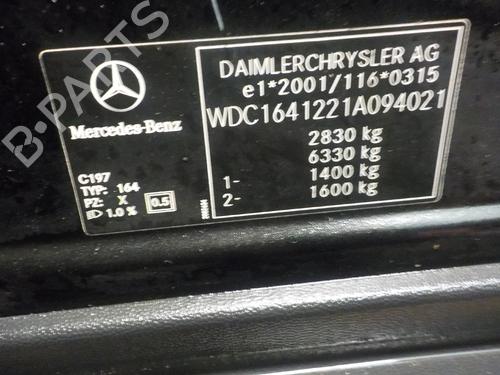 B-PARTS
Mercedes-Benz
C197
TYP: 164
PZ: X
1.0 %
0.5
DAIMLERCHRYSLER AG
e1*2001/116*0315
WDC1641221A094021
2830 kg
6330 kg
1- 1400 kg
2- 1600 kg